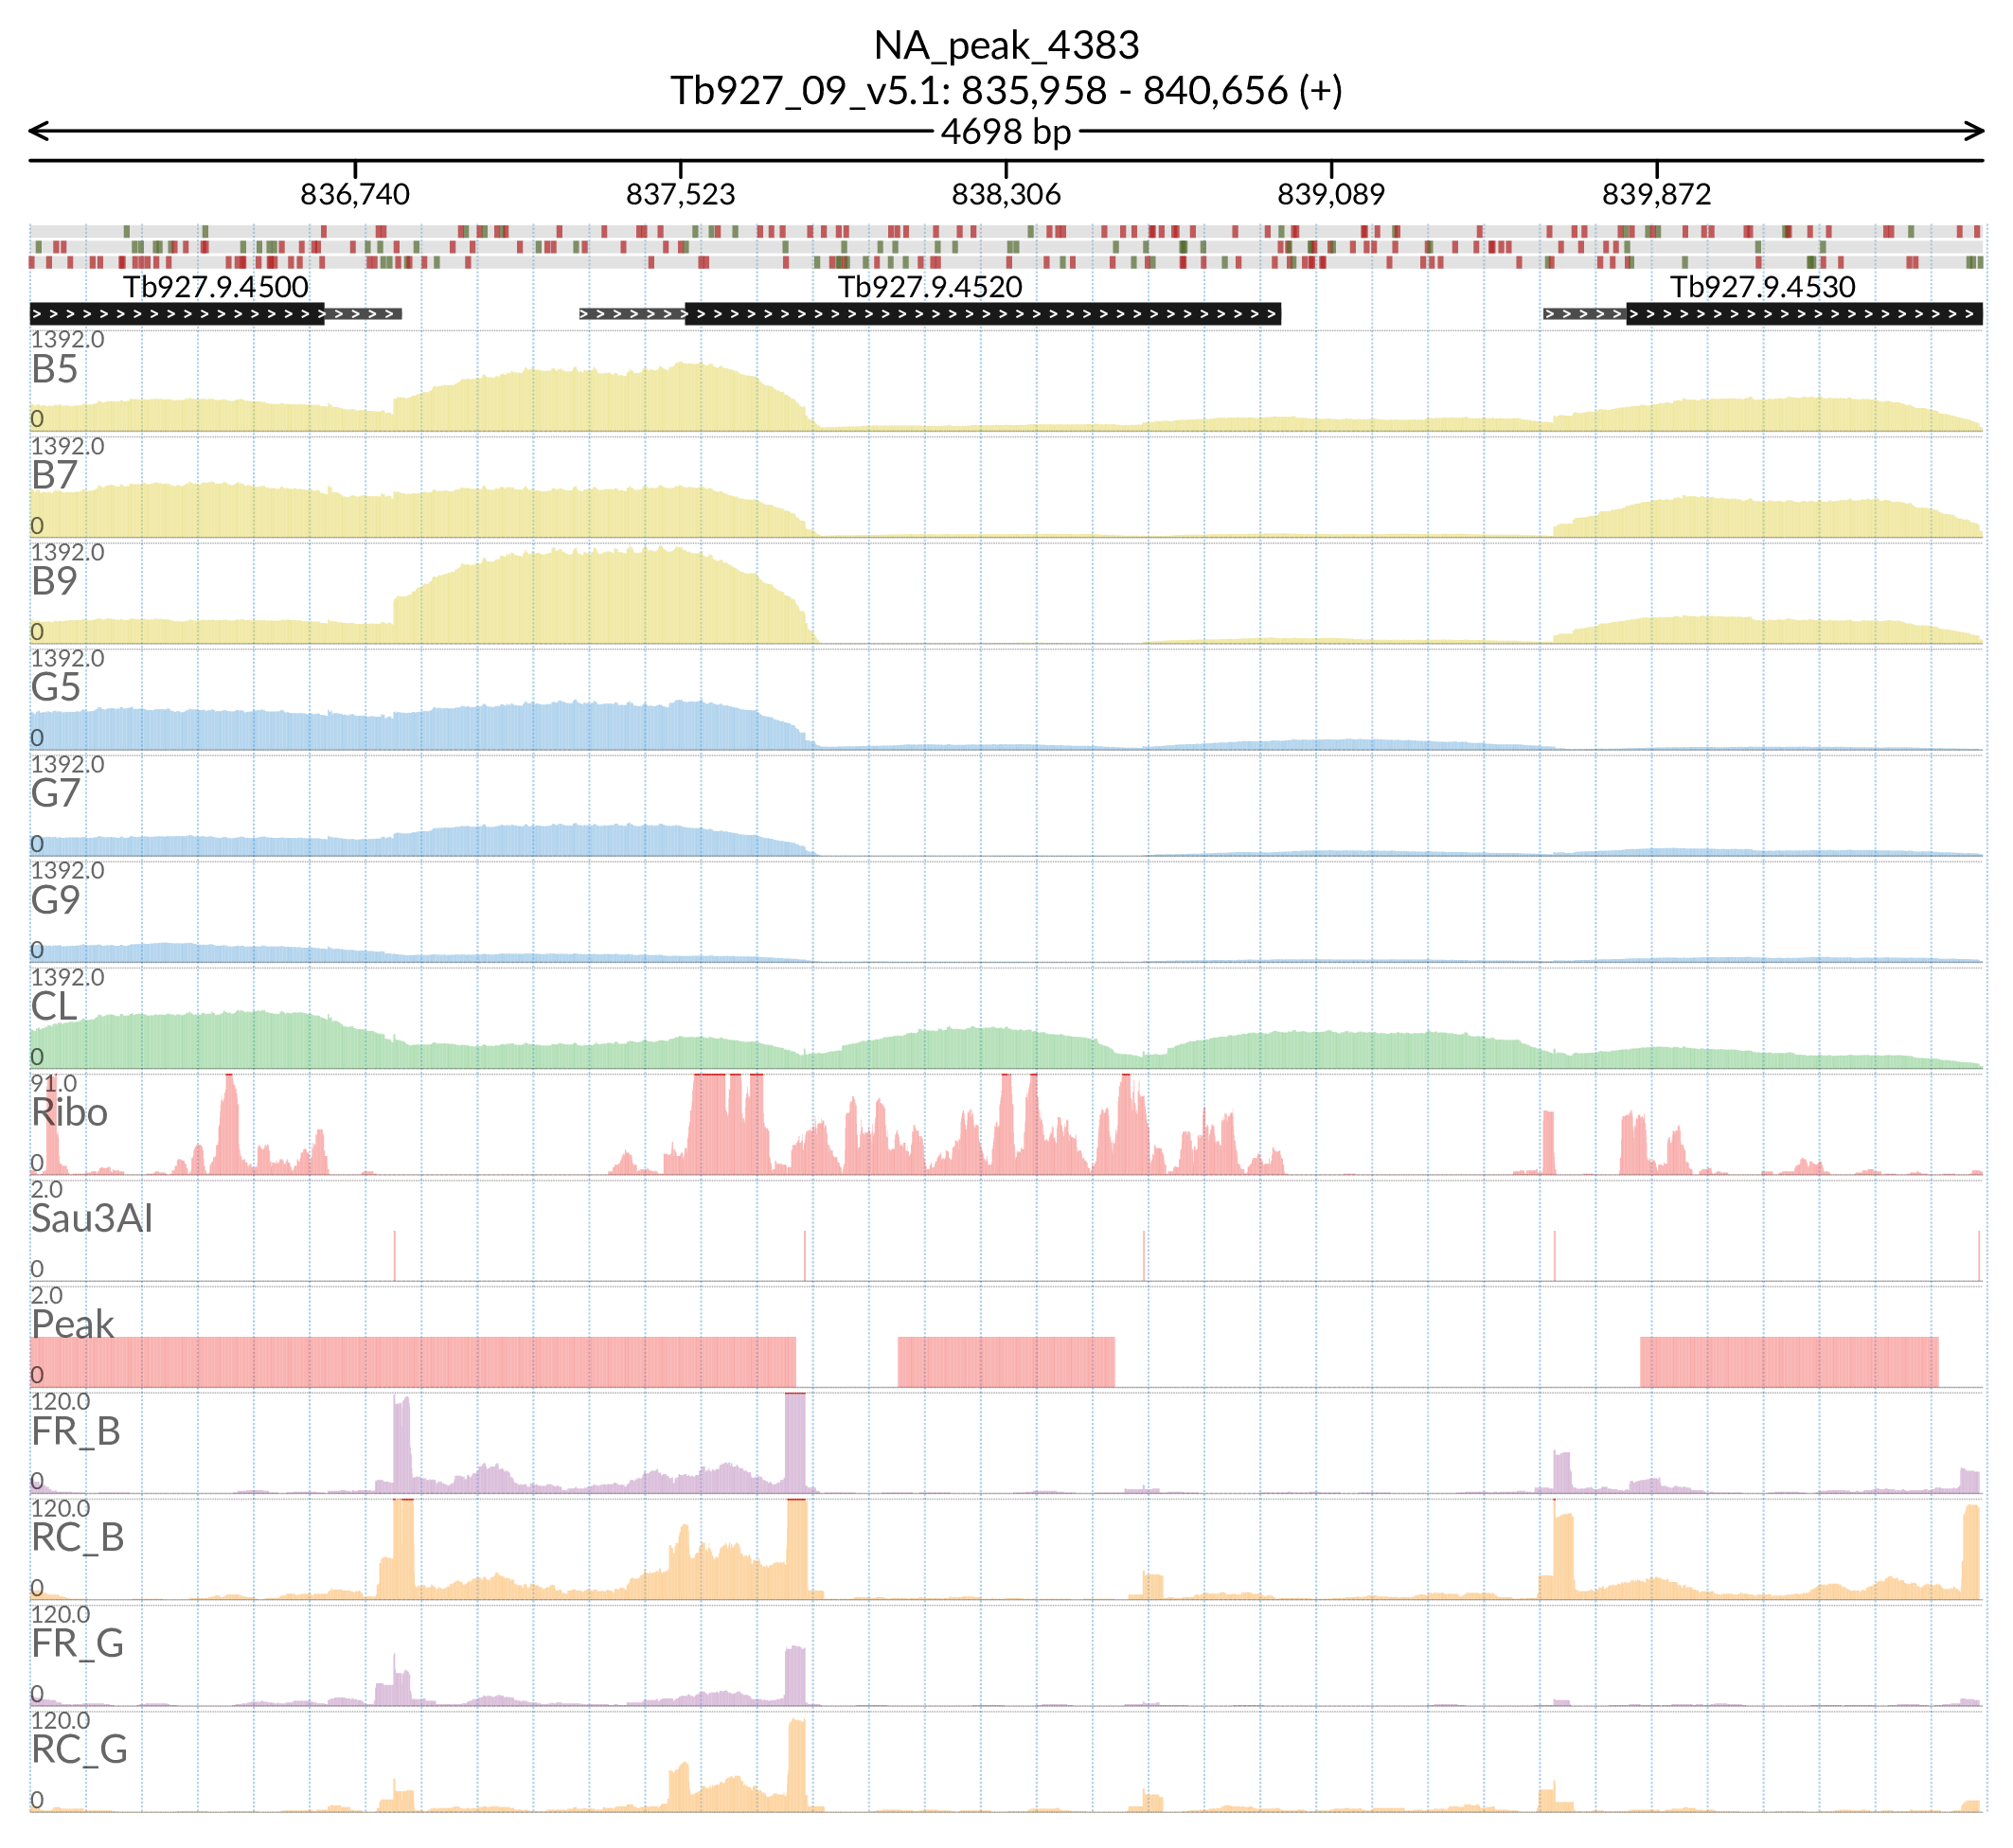 NA_peak_4383
Tb927_09_v5.1: 835,958 - 840,656 (+)
4698 bp
836,740 837,523 838,306 839,089 839,872
Tb927.9.4500 Tb927.9.4520 Tb927.9.4530
1392.0
B5
0
1392.0
B7
0
1392.0
B9
0
1392.0
G5
0
1392.0
G7
0
1392.0
G9
0
1392.0
CL
0
91.0
Ribo
0
2.0
Sau3AI
0
2.0
Peak
0
120.0
FR_B
0
120.0
RC_B
0
120.0
FR_G
0
120.0
RC_G
0